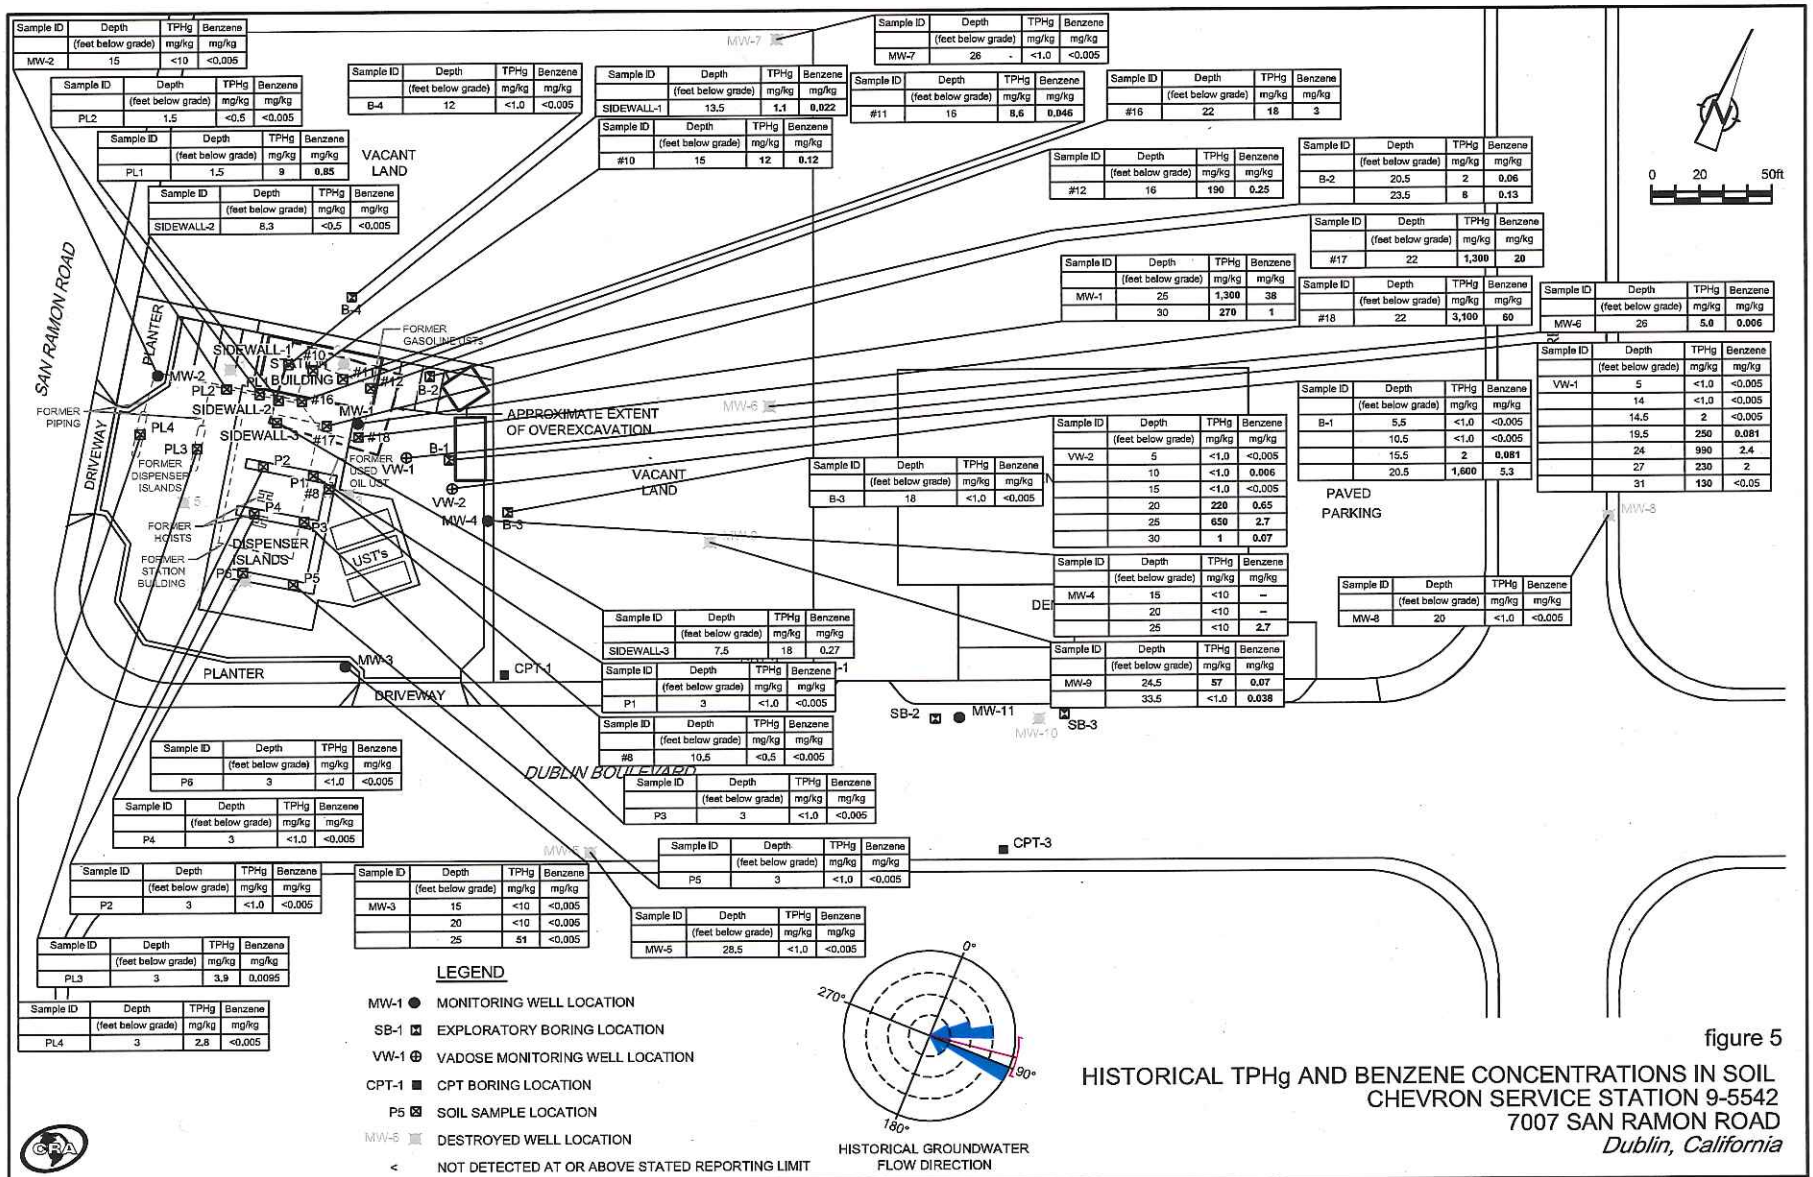 Sample ID Depth TPHg Benzene
(feet below grade) mg/kg mg/kg
MW-2 15 <10 <0.005
Sample ID Depth TPHg Benzene
(feet below grade) mg/kg mg/kg
PL2 1.5 <0.5 <0.005
Sample ID Depth TPHg Benzene
(feet below grade) mg/kg mg/kg
PL1 1.5 9 0.85
Sample ID Depth TPHg Benzene
(feet below grade) mg/kg mg/kg
SIDEWALL-2 8.3 <0.5 <0.005
Sample ID Depth TPHg Benzene
(feet below grade) mg/kg mg/kg
B-4 12 <1.0 <0.005
Sample ID Depth TPHg Benzene
(feet below grade) mg/kg mg/kg
SIDEWALL-1 13.5 1.1 0.022
Sample ID Depth TPHg Benzene
(feet below grade) mg/kg mg/kg
#10 15 12 0.12
MW-7
Sample ID Depth TPHg Benzene
(feet below grade) mg/kg mg/kg
MW-7 26 <1.0 <0.005
Sample ID Depth TPHg Benzene
(feet below grade) mg/kg mg/kg
#11 16 8.6 0.046
Sample ID Depth TPHg Benzene
(feet below grade) mg/kg mg/kg
#16 22 18 3
Sample ID Depth TPHg Benzene
(feet below grade) mg/kg mg/kg
#12 16 190 0.25
Sample ID Depth TPHg Benzene
(feet below grade) mg/kg mg/kg
B-2 20.5 2 0.06
23.5 8 0.13
Sample ID Depth TPHg Benzene
(feet below grade) mg/kg mg/kg
#17 22 1,300 20
Sample ID Depth TPHg Benzene
(feet below grade) mg/kg mg/kg
MW-1 25 1,300 38
30 270 1
Sample ID Depth TPHg Benzene
(feet below grade) mg/kg mg/kg
#18 22 3,100 60
Sample ID Depth TPHg Benzene
(feet below grade) mg/kg mg/kg
MW-6 26 5.0 0.006
Sample ID Depth TPHg Benzene
(feet below grade) mg/kg mg/kg
VW-1 5 <1.0 <0.005
14 <1.0 <0.005
14.5 2 <0.005
19.5 250 0.081
24 990 2.4
27 230 2
31 130 <0.05
Sample ID Depth TPHg Benzene
(feet below grade) mg/kg mg/kg
B-1 5.5 <1.0 <0.005
10.5 <1.0 <0.005
15.5 2 0.081
20.5 1,600 5.3
Sample ID Depth TPHg Benzene
(feet below grade) mg/kg mg/kg
VW-2 5 <1.0 <0.005
10 <1.0 0.006
15 <1.0 <0.005
20 220 0.65
25 650 2.7
30 1 0.07
Sample ID Depth TPHg Benzene
(feet below grade) mg/kg mg/kg
B-3 18 <1.0 <0.005
Sample ID Depth TPHg Benzene
(feet below grade) mg/kg mg/kg
MW-4 15 <10 –
20 <10 –
25 <10 2.7
Sample ID Depth TPHg Benzene
(feet below grade) mg/kg mg/kg
MW-8 20 <1.0 <0.005
Sample ID Depth TPHg Benzene
(feet below grade) mg/kg mg/kg
MW-9 24.5 57 0.07
33.5 <1.0 0.038
Sample ID Depth TPHg Benzene
(feet below grade) mg/kg mg/kg
SIDEWALL-3 7.5 18 0.27
Sample ID Depth TPHg Benzene
(feet below grade) mg/kg mg/kg
P1 3 <1.0 <0.005
Sample ID Depth TPHg Benzene
(feet below grade) mg/kg mg/kg
#8 10.5 <0.5 <0.005
Sample ID Depth TPHg Benzene
(feet below grade) mg/kg mg/kg
P3 3 <1.0 <0.005
Sample ID Depth TPHg Benzene
(feet below grade) mg/kg mg/kg
P5 3 <1.0 <0.005
Sample ID Depth TPHg Benzene
(feet below grade) mg/kg mg/kg
MW-5 28.5 <1.0 <0.005
Sample ID Depth TPHg Benzene
(feet below grade) mg/kg mg/kg
P6 3 <1.0 <0.005
Sample ID Depth TPHg Benzene
(feet below grade) mg/kg mg/kg
P4 3 <1.0 <0.005
Sample ID Depth TPHg Benzene
(feet below grade) mg/kg mg/kg
P2 3 <1.0 <0.005
Sample ID Depth TPHg Benzene
(feet below grade) mg/kg mg/kg
MW-3 15 <10 <0.005
20 <10 <0.005
25 51 <0.005
Sample ID Depth TPHg Benzene
(feet below grade) mg/kg mg/kg
PL3 3 3.9 0.0095
Sample ID Depth TPHg Benzene
(feet below grade) mg/kg mg/kg
PL4 3 2.8 <0.005
VACANT
LAND
SAN RAMON ROAD
PLANTER
DRIVEWAY
B-4
FORMER
GASOLINE USTs
SIDEWALL-1
#10
BUILDING
#11
#12
MW-2
PL2
PL1
#16
B-2
SIDEWALL-2
MW-1
SIDEWALL-3
#17
#18
APPROXIMATE EXTENT
OF OVEREXCAVATION
FORMER
PIPING
PL4
PL3
FORMER
DISPENSER
ISLANDS
P2
P1
#8
FORMER
USED
OIL UST
B-1
VW-1
VW-2
MW-4
B-3
VACANT
LAND
MW-6
P4
P3
FORMER
HOISTS
DISPENSER
ISLANDS
UST's
FORMER
STATION
BUILDING
P6
P5
PAVED
PARKING
MW-8
MW-3
PLANTER
DRIVEWAY
CPT-1
SB-2
MW-11
MW-10
SB-3
DUBLIN BOULEVARD
MW-5
CPT-3
0 20 50ft
N
LEGEND
MW-1 MONITORING WELL LOCATION
SB-1 EXPLORATORY BORING LOCATION
VW-1 VADOSE MONITORING WELL LOCATION
CPT-1 CPT BORING LOCATION
P5 SOIL SAMPLE LOCATION
MW-5 DESTROYED WELL LOCATION
< NOT DETECTED AT OR ABOVE STATED REPORTING LIMIT
0°
270°
90°
180°
HISTORICAL GROUNDWATER
FLOW DIRECTION
figure 5
HISTORICAL TPHg AND BENZENE CONCENTRATIONS IN SOIL
CHEVRON SERVICE STATION 9-5542
7007 SAN RAMON ROAD
Dublin, California
CRA